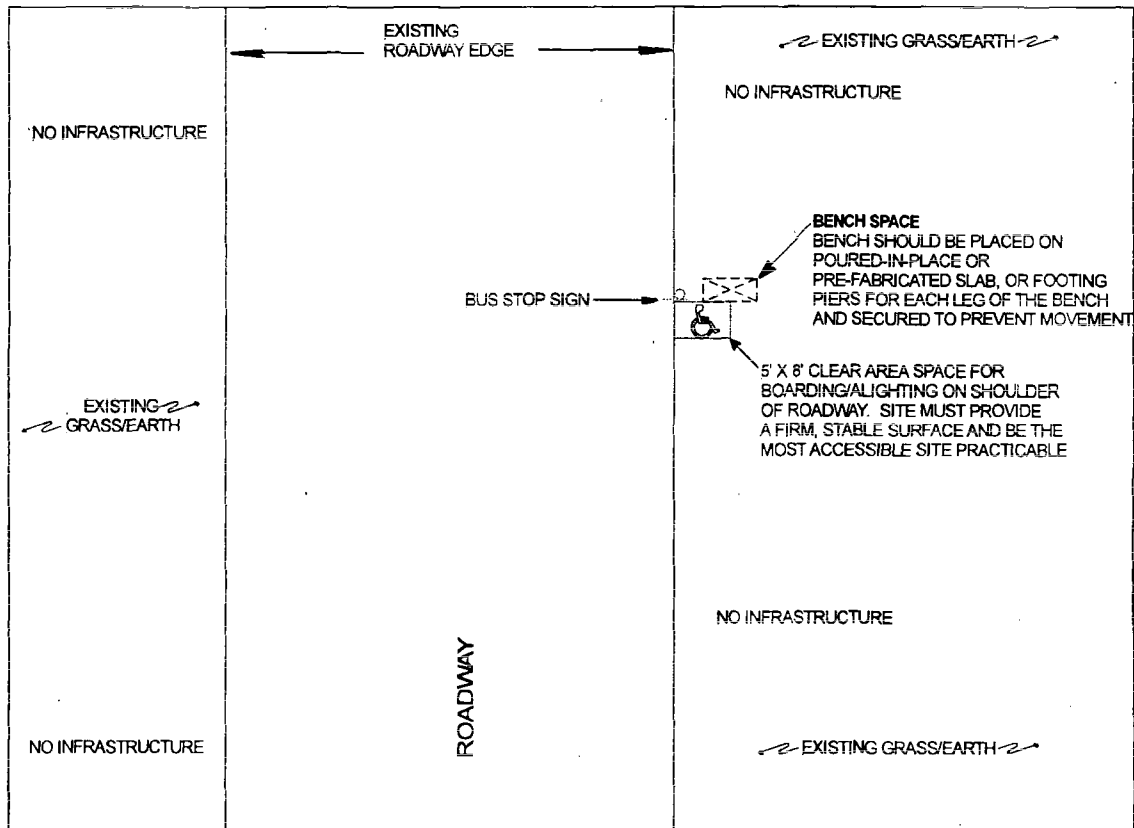 EXISTING
ROADWAY EDGE
EXISTING GRASS/EARTH
NO INFRASTRUCTURE
NO INFRASTRUCTURE
BENCH SPACE
BENCH SHOULD BE PLACED ON
POURED-IN-PLACE OR
PRE-FABRICATED SLAB, OR FOOTING
PIERS FOR EACH LEG OF THE BENCH
AND SECURED TO PREVENT MOVEMENT
BUS STOP SIGN
5' X 8' CLEAR AREA SPACE FOR
BOARDING/ALIGHTING ON SHOULDER
OF ROADWAY. SITE MUST PROVIDE
A FIRM, STABLE SURFACE AND BE THE
MOST ACCESSIBLE SITE PRACTICABLE
EXISTING
GRASS/EARTH
NO INFRASTRUCTURE
ROADWAY
NO INFRASTRUCTURE
EXISTING GRASS/EARTH